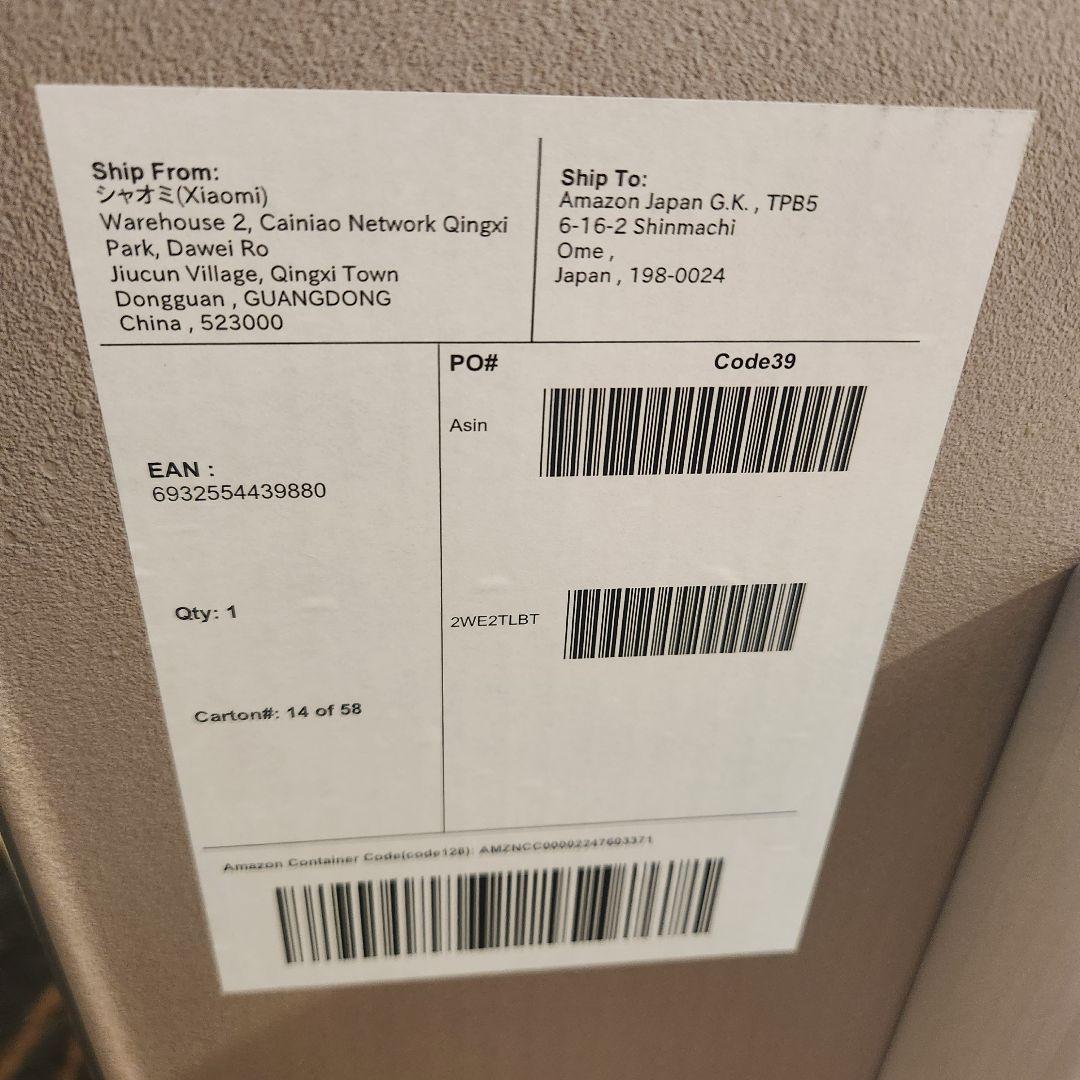 Ship From:
シャオミ(Xiaomi)
Warehouse 2, Cainiao Network Qingxi
Park, Dawei Ro
Jiucun Village, Qingxi Town
Dongguan , GUANGDONG
China , 523000
Ship To:
Amazon Japan G.K. , TPB5
6-16-2 Shinmachi
Ome ,
Japan , 198-0024
EAN :
6932554439880
Qty: 1
Carton#: 14 of 58
PO# Code39
Asin
2WE2TLBT
Amazon Container Code(code128): AMZNCC00002247603371